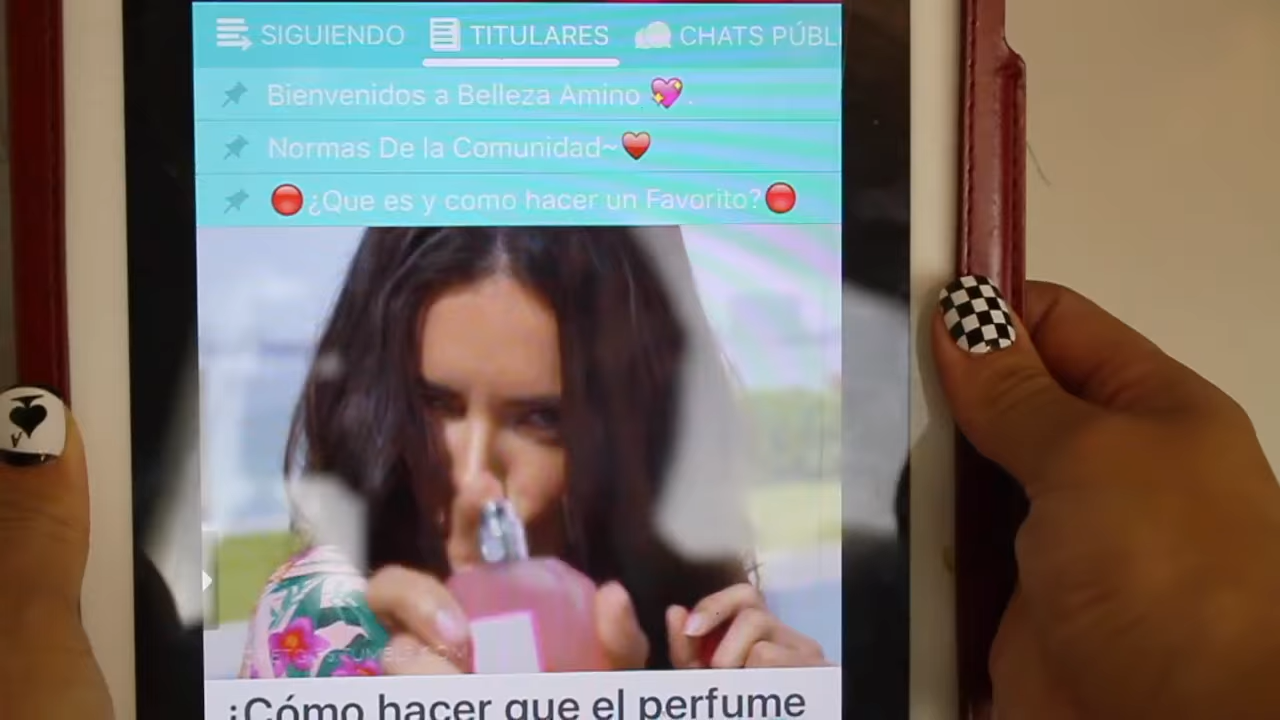 SIGUIENDO TITULARES CHATS PÚBL
Bienvenidos a Belleza Amino 💖.
Normas De la Comunidad~❤️
🔴¿Que es y como hacer un Favorito?🔴
¿Cómo hacer que el perfume
A